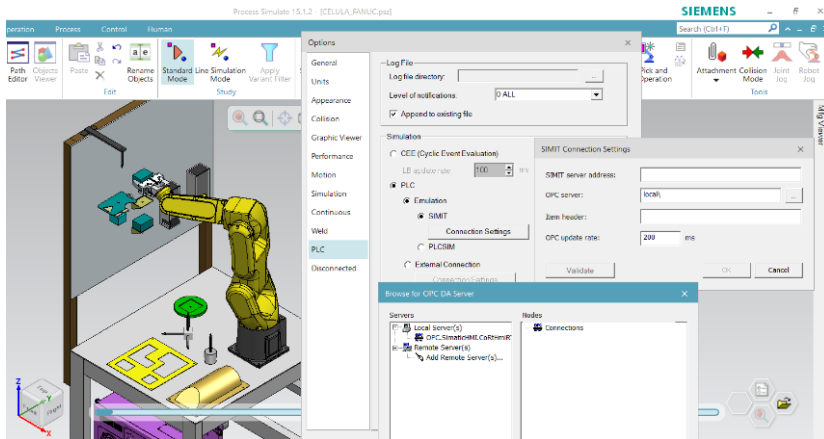 Process Simulate 15.1.2 - [CELULA_FANUC.psz]
SIEMENS
Operation Process Control Human
Search (Ctrl+F)
Path Editor
Objects Viewer
Paste
Rename Objects
Edit
Standard Mode
Line Simulation Mode
Apply Variant Filter
Study
Pick and
Operation
Attachment
Collision Mode
Joint Jog
Robot Jog
Tools
Mfg Viewer
Options
General
Units
Appearance
Collision
Graphic Viewer
Performance
Motion
Simulation
Continuous
Weld
PLC
Disconnected
Log File
Log file directory:
...
Level of notifications:
0 ALL
Append to existing file
Simulation
CEE (Cyclic Event Evaluation)
LB update rate
100
ms
PLC
Emulation
SIMIT
Connection Settings
PLCSIM
External Connection
Connection Settings
SIMIT Connection Settings
SIMIT server address:
OPC server:
local\
...
Item header:
OPC update rate:
200
ms
Validate
OK
Cancel
Browse for OPC DA Server
Servers
Local Server(s)
OPC.SimaticHMI.CoRtHmiR
Remote Server(s)
Add Remote Server(s)...
Nodes
Connections
Top
Front
Right
Z
Y
X